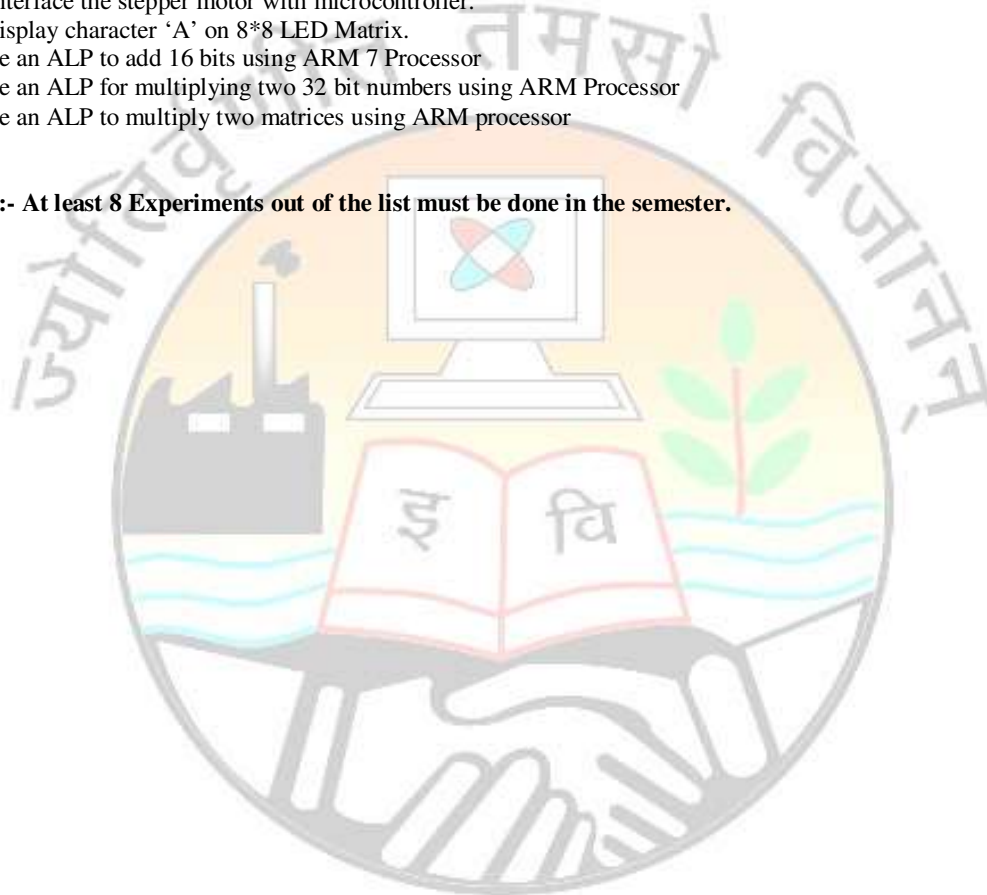 nterface the stepper motor with microcontroller.
isplay character ‘A’ on 8*8 LED Matrix.
e an ALP to add 16 bits using ARM 7 Processor
e an ALP for multiplying two 32 bit numbers using ARM Processor
e an ALP to multiply two matrices using ARM processor
:- At least 8 Experiments out of the list must be done in the semester.
ज्योतिर्वृणीत तमसो विजानन्
इ वि